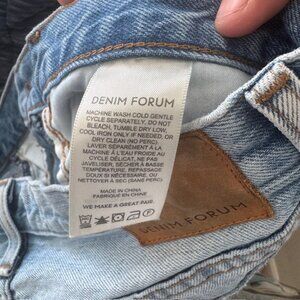 DENIM FORUM
MACHINE WASH COLD GENTLE
CYCLE SEPARATELY, DO NOT
BLEACH, TUMBLE DRY LOW,
COOL IRON ONLY IF NEEDED, OR
DRY CLEAN (NO PERC).
LAVER SÉPARÉMENT À LA
MACHINE À L'EAU FROIDE AU
CYCLE DÉLICAT, NE PAS
JAVELLISER. SÉCHER À BASSE
TEMPÉRATURE, REPASSAGE
DOUX SI NÉCESSAIRE, OU
NETTOYER À SEC (SANS PERC).
MADE IN CHINA
FABRIQUÉ EN CHINE
WE MAKE A GREAT PAIR.
DENIM FORUM